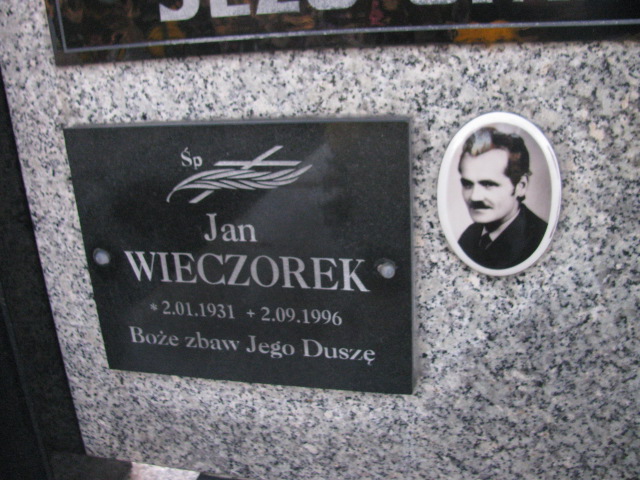 Śp
Jan
WIECZOREK
* 2.01.1931 + 2.09.1996
Boże zbaw Jego Duszę